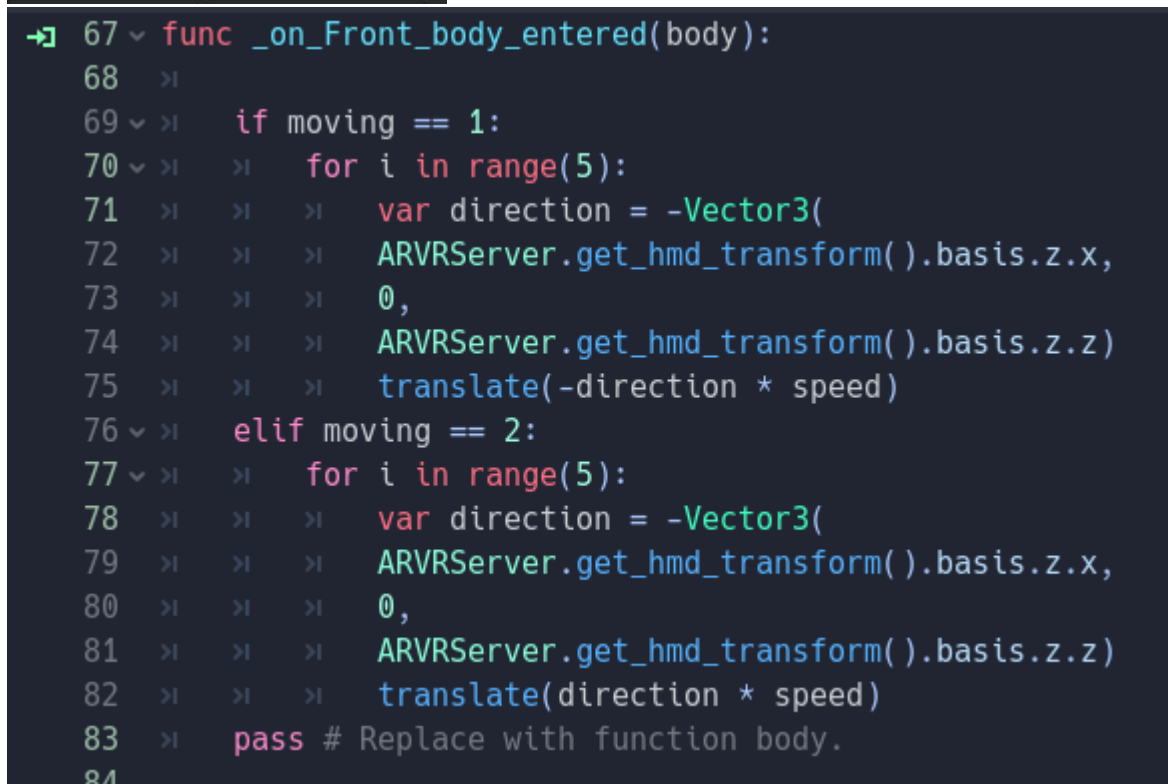 67 func _on_Front_body_entered(body):
68
69 if moving == 1:
70 for i in range(5):
71 var direction = -Vector3(
72 ARVRServer.get_hmd_transform().basis.z.x,
73 0,
74 ARVRServer.get_hmd_transform().basis.z.z)
75 translate(-direction * speed)
76 elif moving == 2:
77 for i in range(5):
78 var direction = -Vector3(
79 ARVRServer.get_hmd_transform().basis.z.x,
80 0,
81 ARVRServer.get_hmd_transform().basis.z.z)
82 translate(direction * speed)
83 pass # Replace with function body.
84